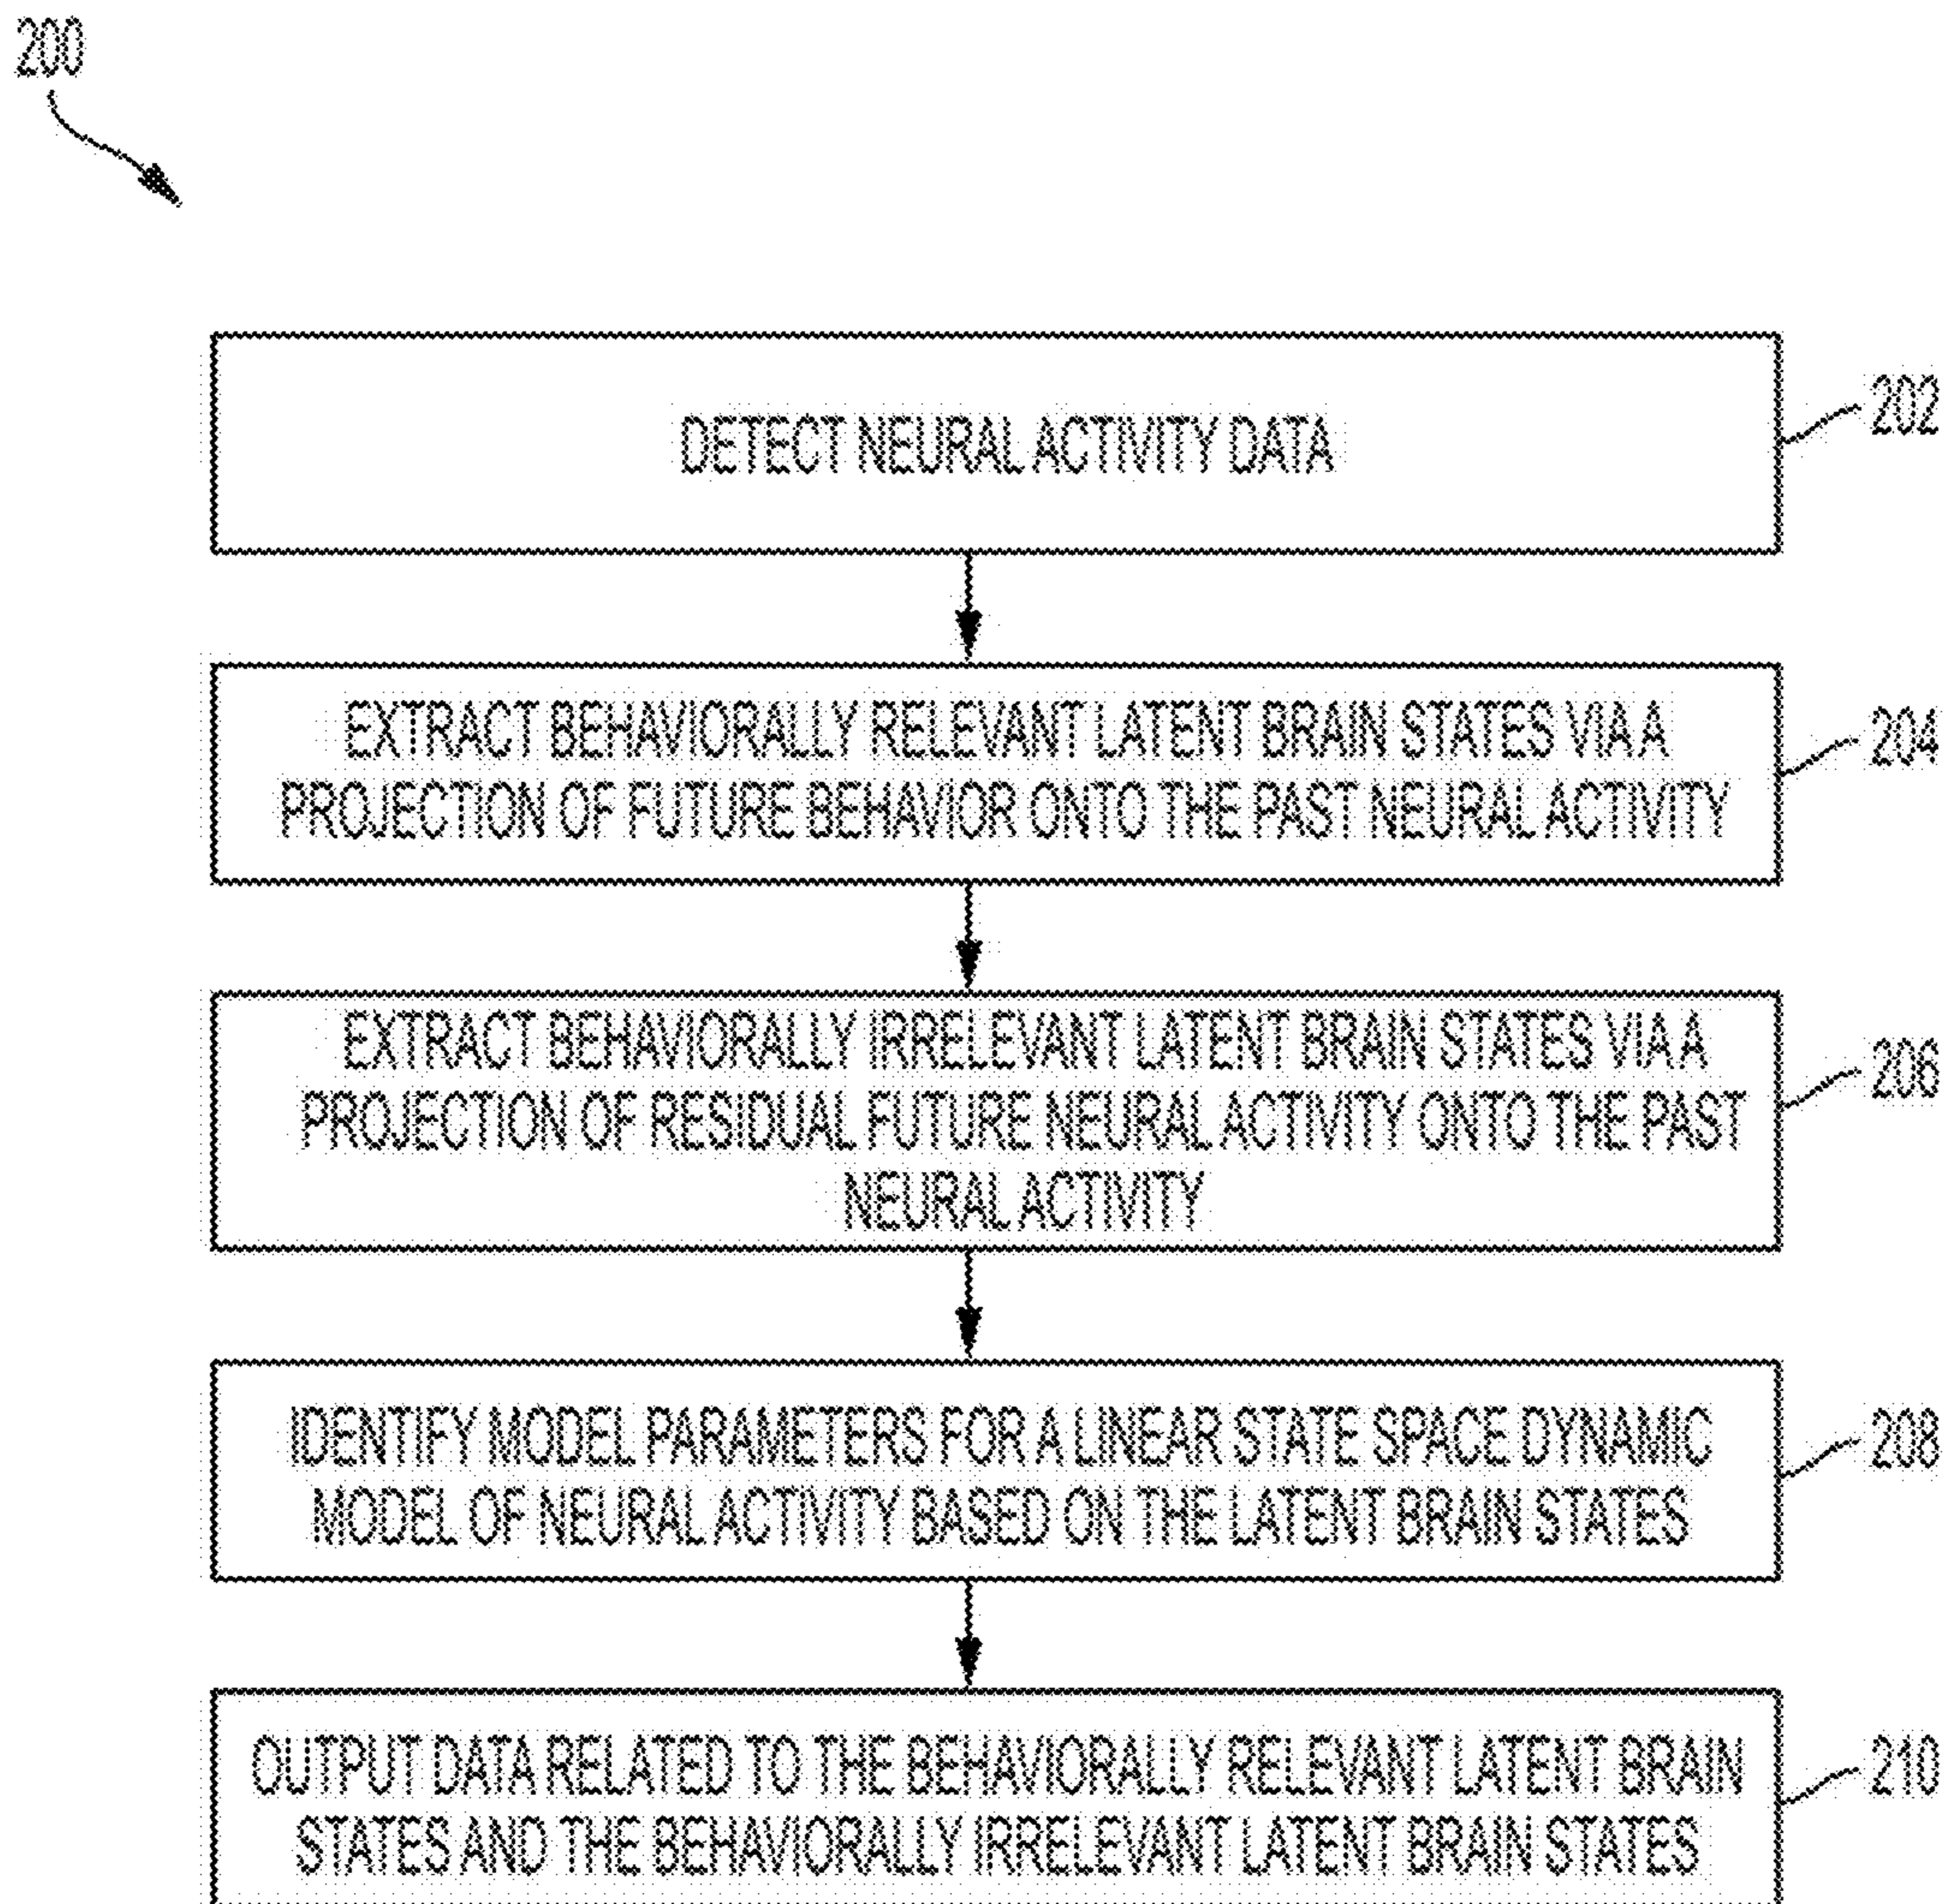 200
DETECT NEURAL ACTIVITY DATA
202
EXTRACT BEHAVIORALLY RELEVANT LATENT BRAIN STATES VIA A
PROJECTION OF FUTURE BEHAVIOR ONTO THE PAST NEURAL ACTIVITY
204
EXTRACT BEHAVIORALLY IRRELEVANT LATENT BRAIN STATES VIA A
PROJECTION OF RESIDUAL FUTURE NEURAL ACTIVITY ONTO THE PAST
NEURAL ACTIVITY
206
IDENTIFY MODEL PARAMETERS FOR A LINEAR STATE SPACE DYNAMIC
MODEL OF NEURAL ACTIVITY BASED ON THE LATENT BRAIN STATES
208
OUTPUT DATA RELATED TO THE BEHAVIORALLY RELEVANT LATENT BRAIN
STATES AND THE BEHAVIORALLY IRRELEVANT LATENT BRAIN STATES
210